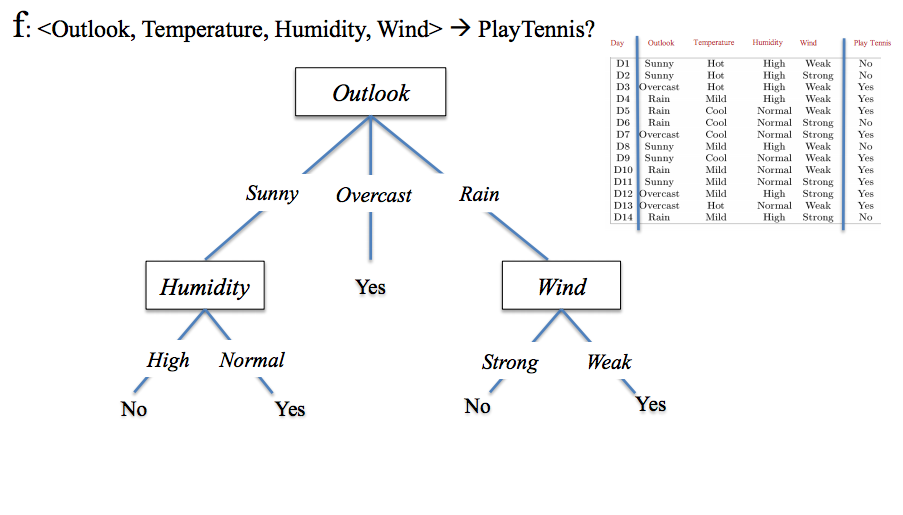 f: <Outlook, Temperature, Humidity, Wind> → PlayTennis?
Day Outlook Temperature Humidity Wind Play Tennis
D1 Sunny Hot High Weak No
D2 Sunny Hot High Strong No
D3 Overcast Hot High Weak Yes
D4 Rain Mild High Weak Yes
D5 Rain Cool Normal Weak Yes
D6 Rain Cool Normal Strong No
D7 Overcast Cool Normal Strong Yes
D8 Sunny Mild High Weak No
D9 Sunny Cool Normal Weak Yes
D10 Rain Mild Normal Weak Yes
D11 Sunny Mild Normal Strong Yes
D12 Overcast Mild High Strong Yes
D13 Overcast Hot Normal Weak Yes
D14 Rain Mild High Strong No
Outlook
Sunny Overcast Rain
Humidity Yes Wind
High Normal Strong Weak
No Yes No Yes